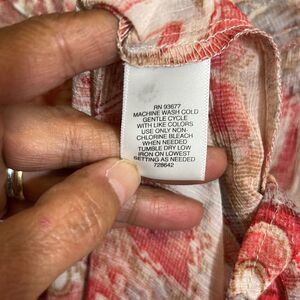 RN 93677
MACHINE WASH COLD
GENTLE CYCLE
WITH LIKE COLORS
USE ONLY NON-
CHLORINE BLEACH
WHEN NEEDED
TUMBLE DRY LOW
IRON ON LOWEST
SETTING AS NEEDED
728642